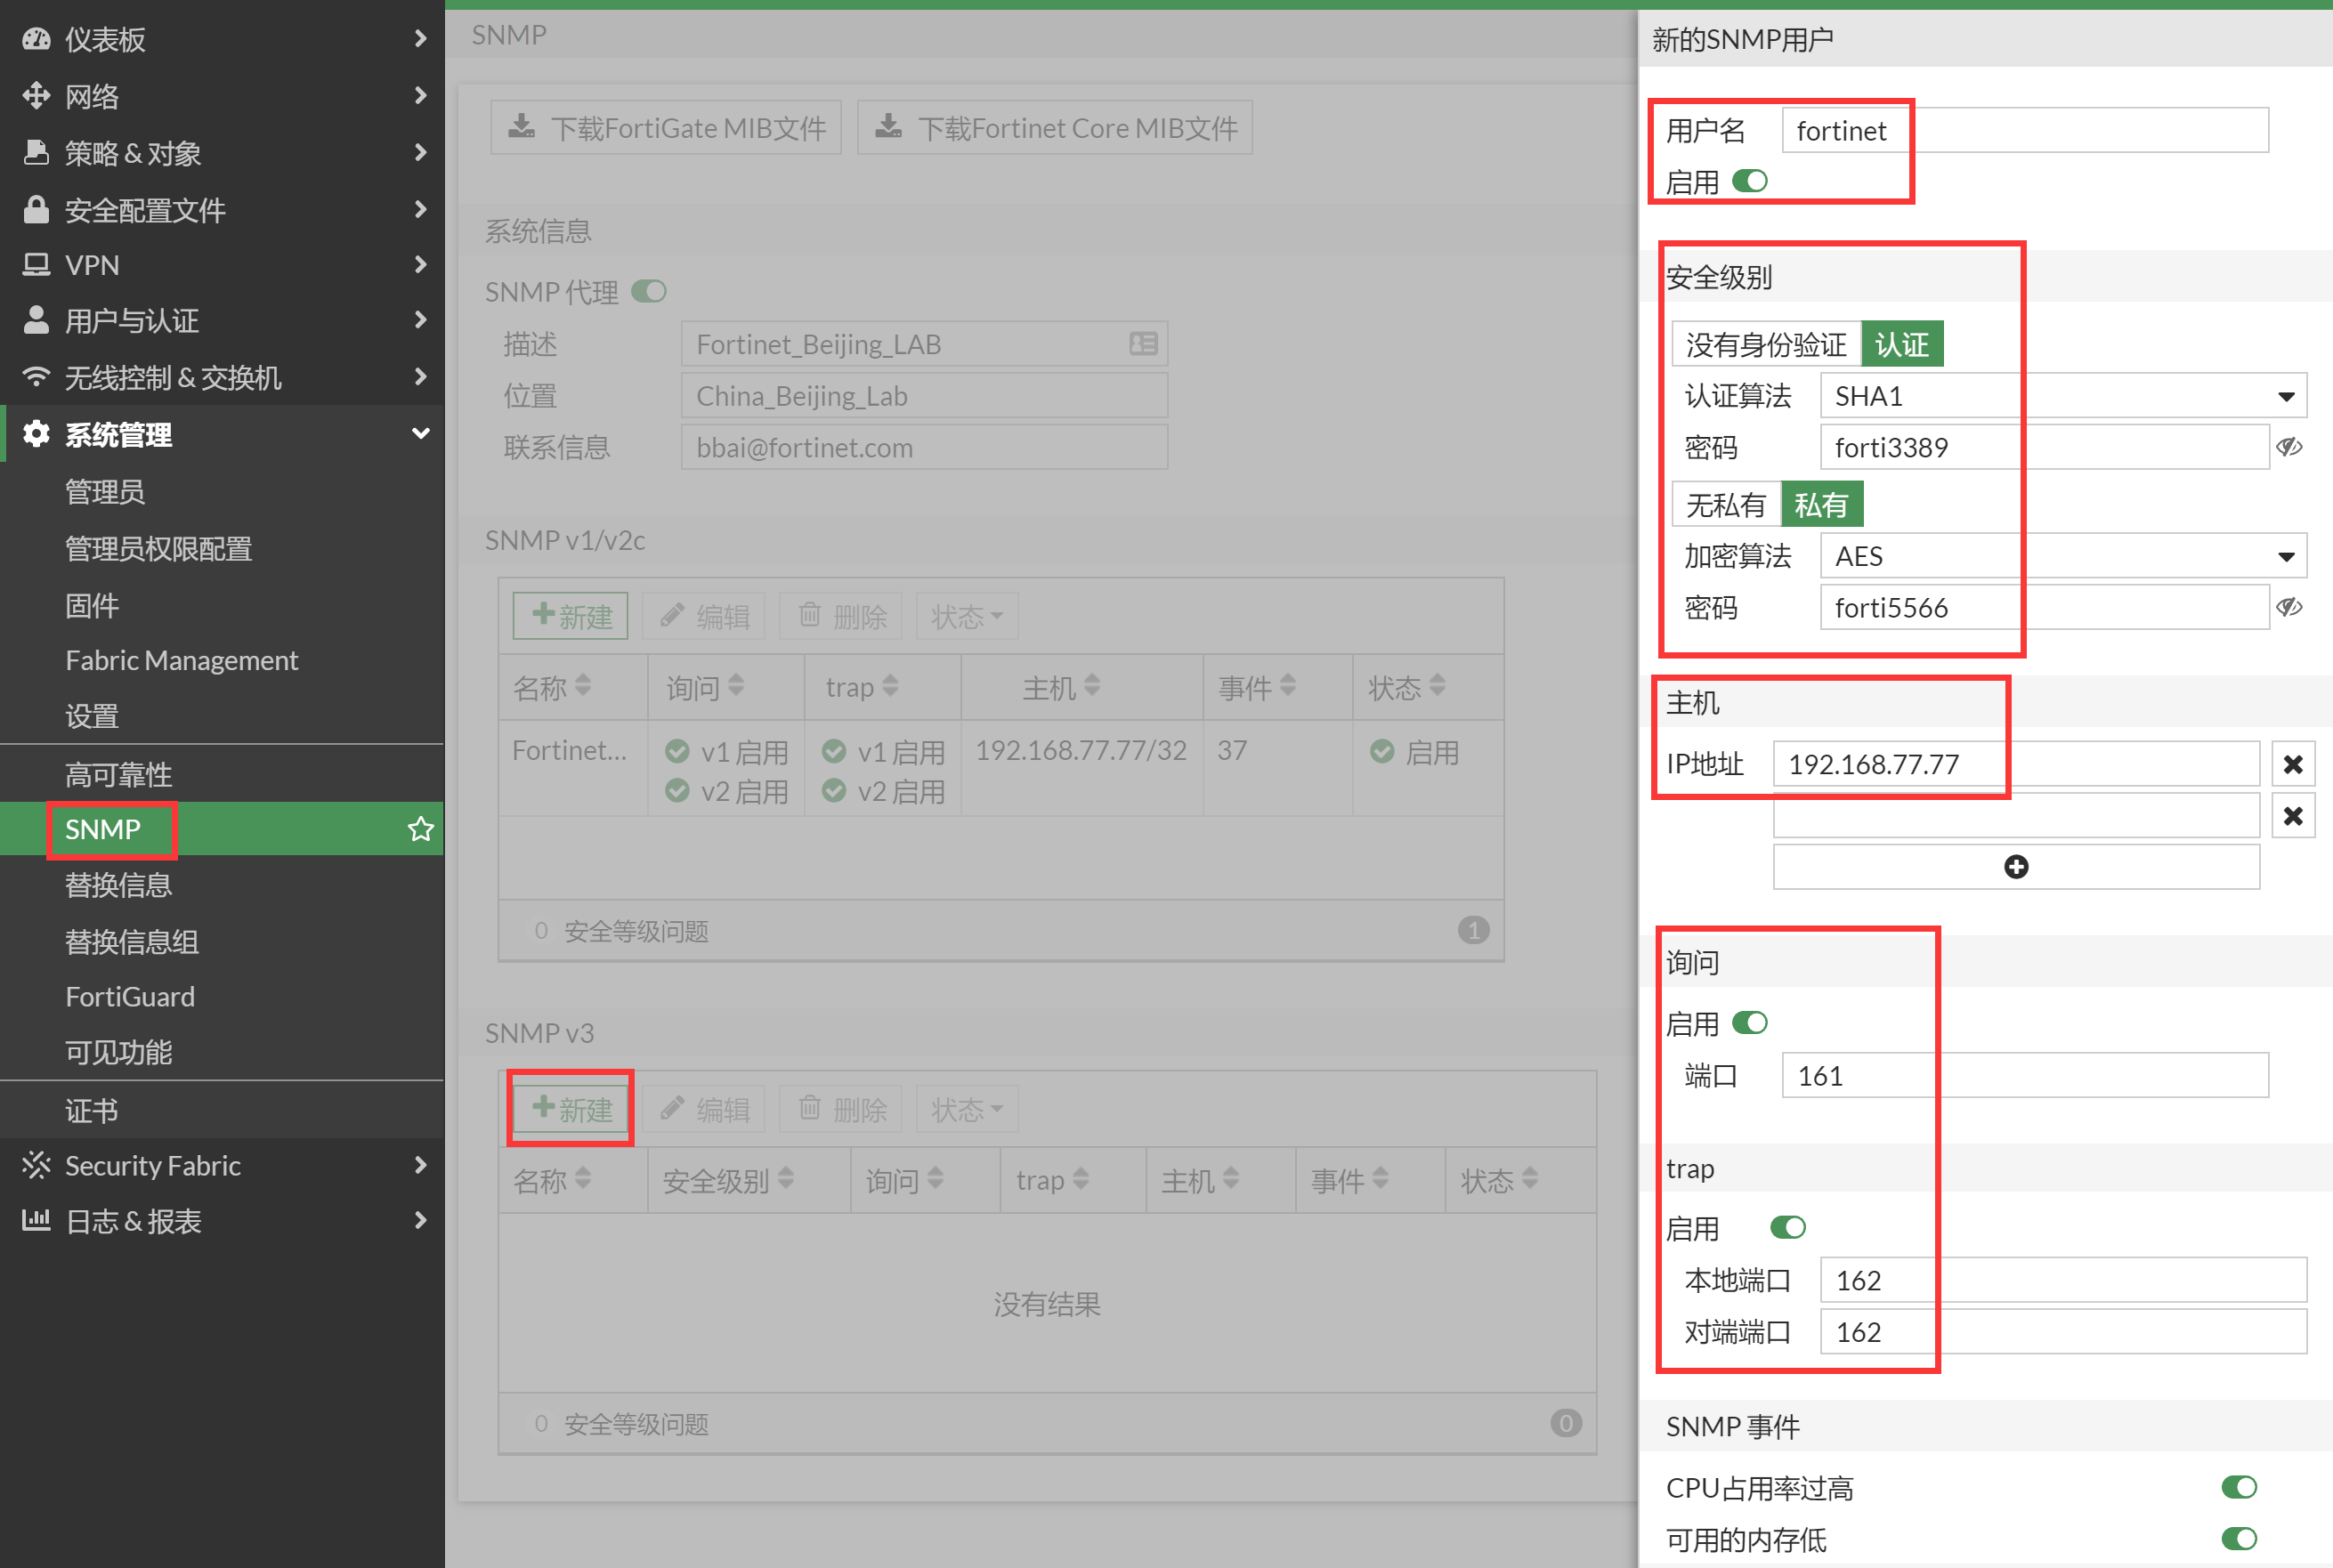 仪表板
网络
策略 & 对象
安全配置文件
VPN
用户与认证
无线控制 & 交换机
系统管理
管理员
管理员权限配置
固件
Fabric Management
设置
高可靠性
SNMP
替换信息
替换信息组
FortiGuard
可见功能
证书
Security Fabric
日志 & 报表
SNMP
下载FortiGate MIB文件 下载Fortinet Core MIB文件
系统信息
SNMP 代理
描述 Fortinet_Beijing_LAB
位置 China_Beijing_Lab
联系信息 bbai@fortinet.com
SNMP v1/v2c
新建 编辑 删除 状态
名称 询问 trap 主机 事件 状态
Fortinet... v1 启用 v1 启用 192.168.77.77/32 37 启用
v2 启用 v2 启用
0 安全等级问题 1
SNMP v3
新建 编辑 删除 状态
名称 安全级别 询问 trap 主机 事件 状态
没有结果
0 安全等级问题 0
新的SNMP用户
用户名 fortinet
启用
安全级别
没有身份验证 认证
认证算法 SHA1
密码 forti3389
无私有 私有
加密算法 AES
密码 forti5566
主机
IP地址 192.168.77.77
询问
启用
端口 161
trap
启用
本地端口 162
对端端口 162
SNMP 事件
CPU占用率过高
可用的内存低